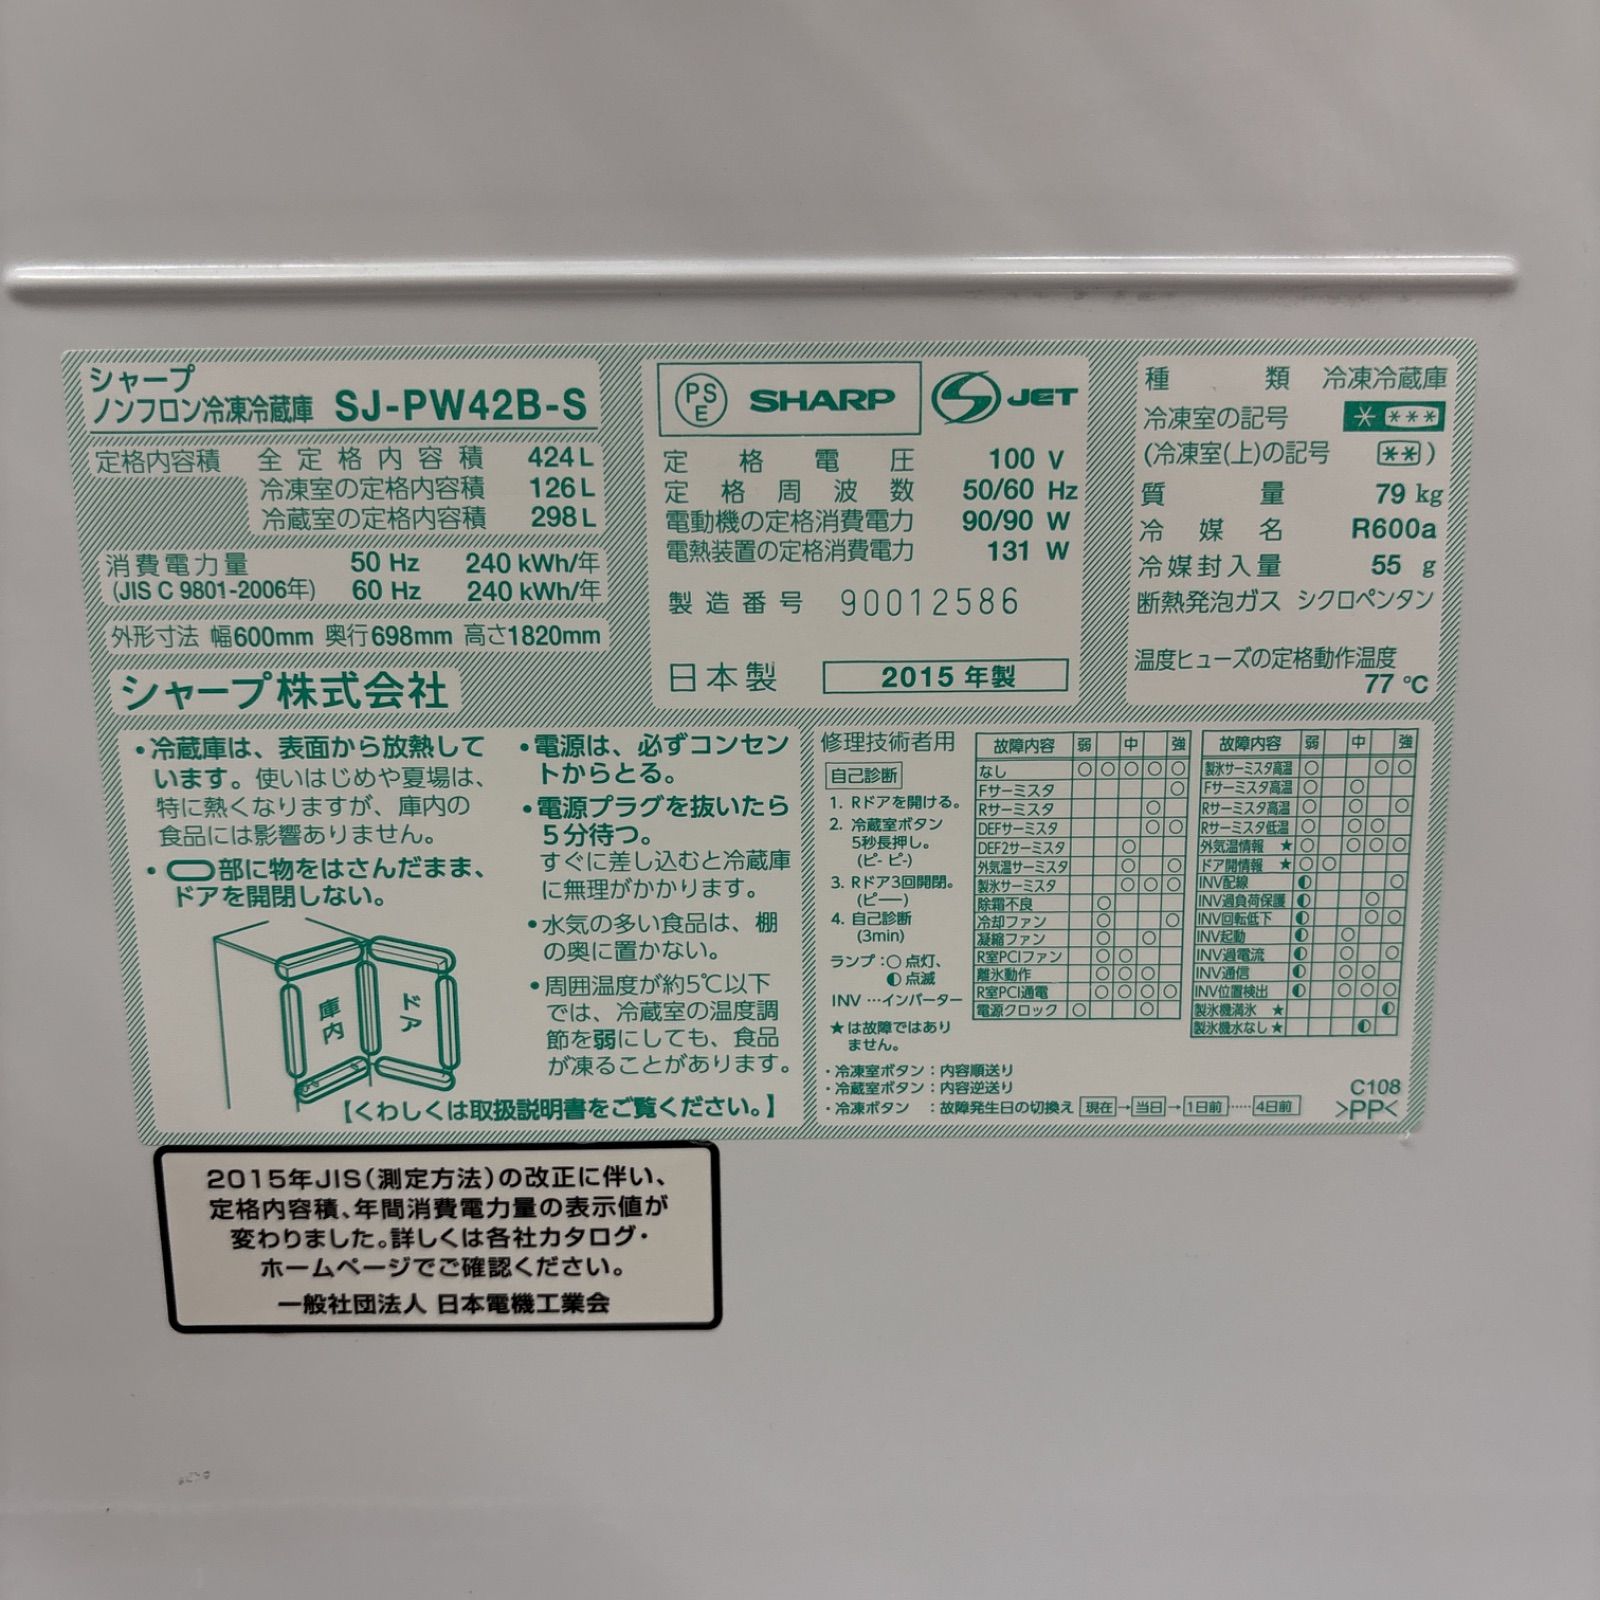 シャープ
ノンフロン冷凍冷蔵庫 SJ-PW42B-S
定格内容積 全定格内容積 424L
冷凍室の定格内容積 126L
冷蔵室の定格内容積 298L
消費電力量 50 Hz 240 kWh/年
(JIS C 9801-2006年) 60 Hz 240 kWh/年
外形寸法 幅600mm 奥行698mm 高さ1820mm
シャープ株式会社
PS E SHARP S JET
定格電圧 100 V
定格周波数 50/60 Hz
電動機の定格消費電力 90/90 W
電熱装置の定格消費電力 131 W
製造番号 90012586
日本製 2015 年製
種類 冷凍冷蔵庫
冷凍室の記号 * ***
(冷凍室(上)の記号 ** )
質量 79 kg
冷媒名 R600a
冷媒封入量 55 g
断熱発泡ガス シクロペンタン
温度ヒューズの定格動作温度
77 ℃
・冷蔵庫は、表面から放熱して
います。使いはじめや夏場は、
特に熱くなりますが、庫内の
食品には影響ありません。
・⬭部に物をはさんだまま、
ドアを開閉しない。
庫内
ドア
・電源は、必ずコンセン
トからとる。
・電源プラグを抜いたら
5分待つ。
すぐに差し込むと冷蔵庫
に無理がかかります。
・水気の多い食品は、棚
の奥に置かない。
・周囲温度が約5℃以下
では、冷蔵室の温度調
節を弱にしても、食品
が凍ることがあります。
【くわしくは取扱説明書をご覧ください。】
修理技術者用
自己診断
1. Rドアを開ける。
2. 冷蔵室ボタン
5秒長押し。
(ピ- ピ-)
3. Rドア3回開閉。
(ピ――)
4. 自己診断
(3min)
ランプ:○ 点灯、
◐ 点滅
INV …インバーター
★は故障ではあり
ません。
故障内容 弱 中 強
なし ○ ○ ○ ○ ○
Fサーミスタ ○
Rサーミスタ ○
DEFサーミスタ ○ ○
DEF2サーミスタ ○
外気温サーミスタ ○ ○
製氷サーミスタ ○ ○ ○
除霜不良 ○
冷却ファン ○ ○
凝縮ファン ○ ○
R室PCIファン ○ ○
離氷動作 ○ ○ ○
R室PCI通電 ○ ○ ○ ○
電源クロック ○ ○
故障内容 弱 中 強
製氷サーミスタ高温 ○ ○ ○
Fサーミスタ高温 ○ ○
Rサーミスタ高温 ○ ○ ○
Rサーミスタ低温 ○ ○ ○
外気温情報 ★ ○ ○ ○ ○
ドア開情報 ★ ○ ○
INV配線 ◐ ○
INV過負荷保護 ◐ ○
INV回転低下 ◐ ○ ○
INV起動 ◐ ○
INV過電流 ◐ ○ ○
INV通信 ◐ ○ ○
INV位置検出 ◐ ○ ○ ○
製氷機満氷 ★ ◐
製氷機水なし ★ ◐
・冷凍室ボタン : 内容順送り
・冷蔵室ボタン : 内容逆送り
・冷凍ボタン : 故障発生日の切換え 現在→当日→1日前……4日前
C108
>PP<
2015年JIS(測定方法)の改正に伴い、
定格内容積、年間消費電力量の表示値が
変わりました。詳しくは各社カタログ・
ホームページでご確認ください。
一般社団法人 日本電機工業会